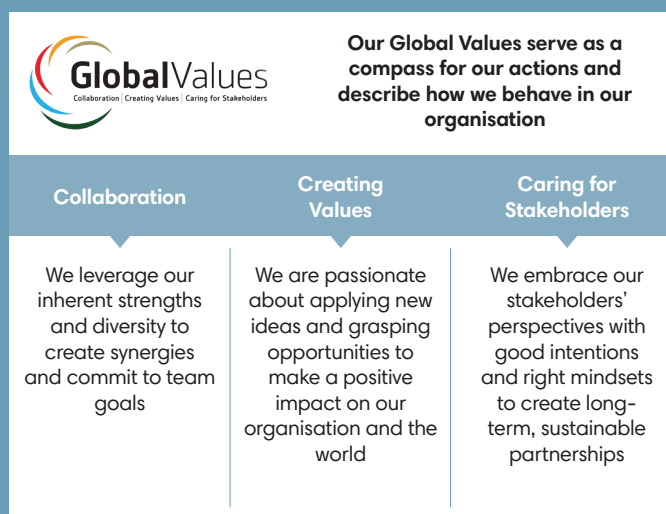 GlobalValues
Collaboration | Creating Values | Caring for Stakeholders
Our Global Values serve as a
compass for our actions and
describe how we behave in our
organisation
Collaboration
We leverage our
inherent strengths
and diversity to
create synergies
and commit to team
goals
Creating
Values
We are passionate
about applying new
ideas and grasping
opportunities to
make a positive
impact on our
organisation and the
world
Caring for
Stakeholders
We embrace our
stakeholders’
perspectives with
good intentions
and right mindsets
to create long-
term, sustainable
partnerships